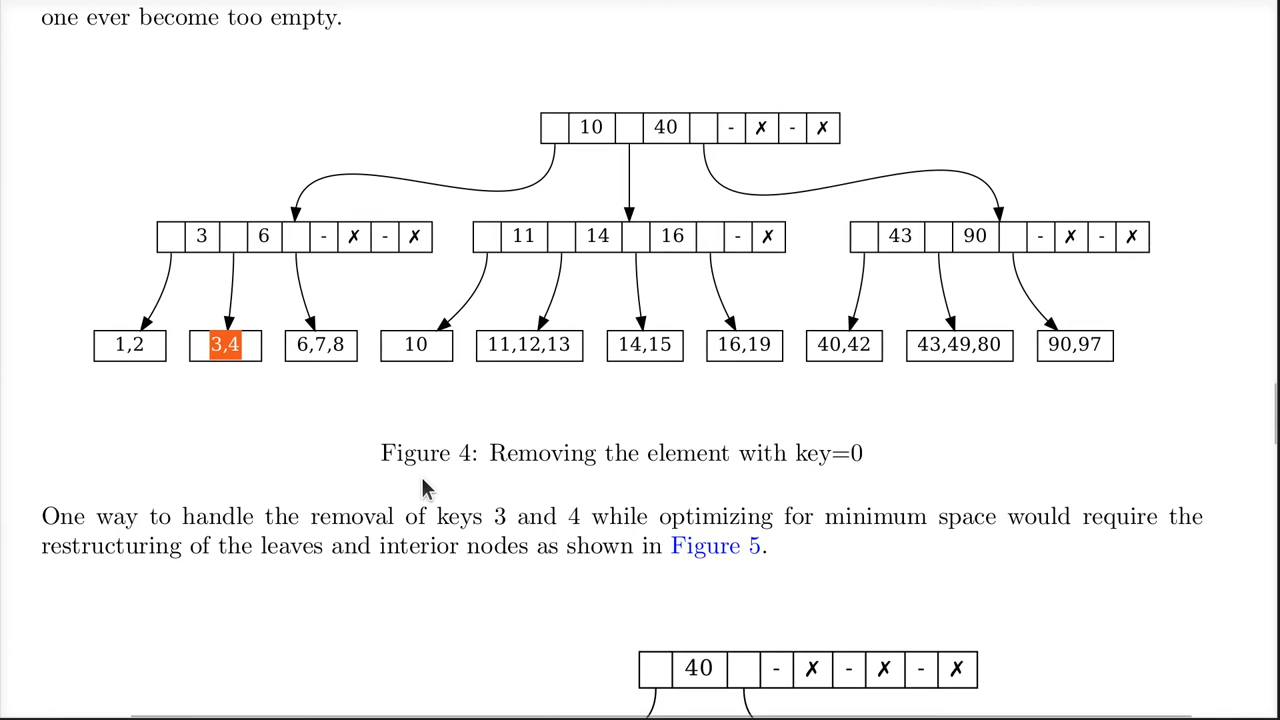 one ever become too empty.
10 40 - ✗ - ✗
3 6 - ✗ - ✗ 11 14 16 - ✗ 43 90 - ✗ - ✗
1,2 3,4 6,7,8 10 11,12,13 14,15 16,19 40,42 43,49,80 90,97
Figure 4: Removing the element with key=0
One way to handle the removal of keys 3 and 4 while optimizing for minimum space would require the
restructuring of the leaves and interior nodes as shown in Figure 5.
40 - ✗ - ✗ - ✗